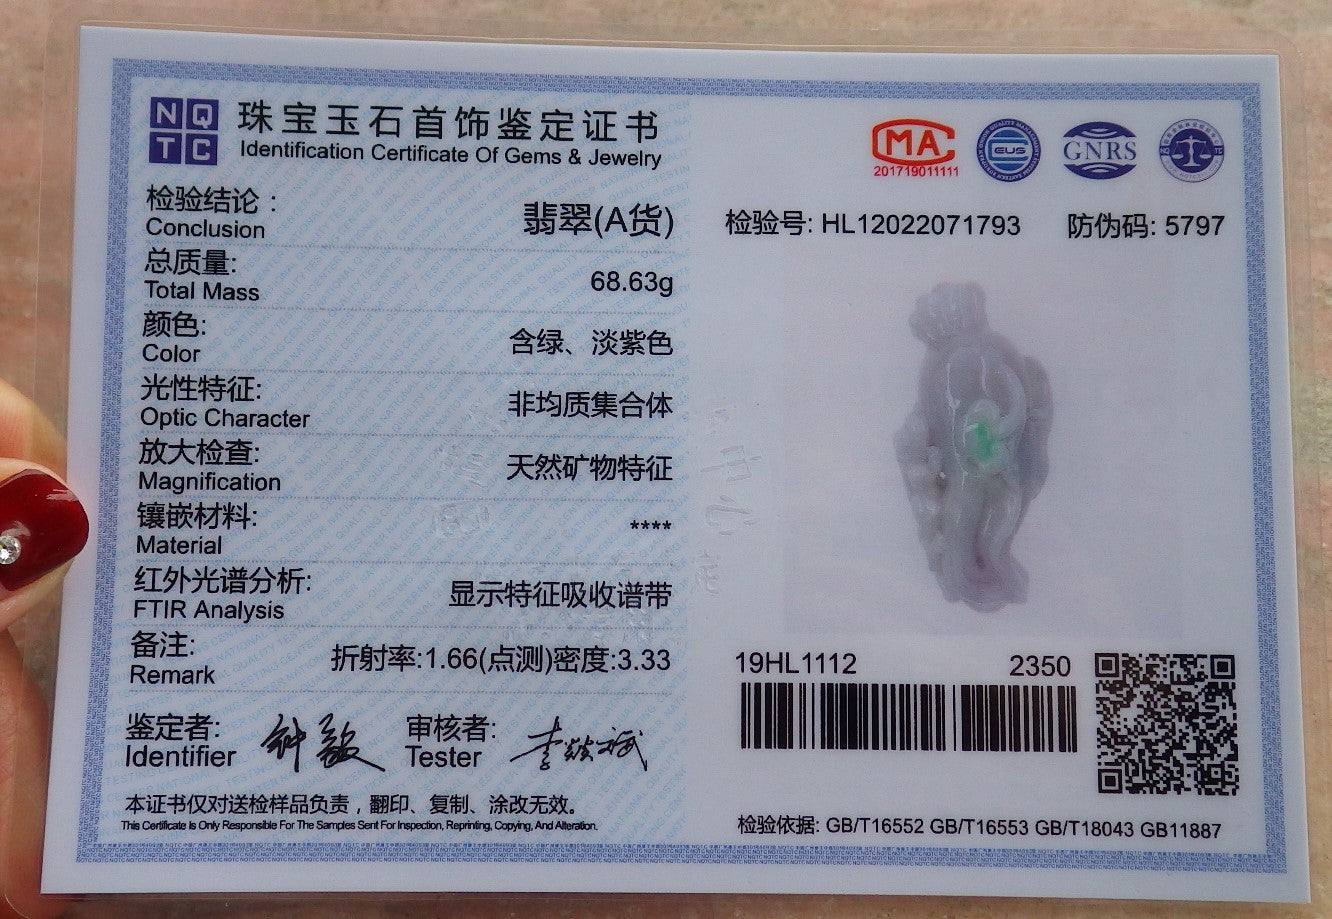 NQTC
珠宝玉石首饰鉴定证书
Identification Certificate Of Gems & Jewelry
检验结论：
Conclusion
翡翠(A货)
总质量:
Total Mass
68.63g
颜色:
Color
含绿、淡紫色
光性特征:
Optic Character
非均质集合体
放大检查:
Magnification
天然矿物特征
镶嵌材料:
Material
****
红外光谱分析:
FTIR Analysis
显示特征吸收谱带
备注:
Remark
折射率:1.66(点测)密度:3.33
鉴定者:
Identifier
钟敏
审核者:
Tester
本证书仅对送检样品负责，翻印、复制、涂改无效。
This Certificate Is Only Responsible For The Samples Sent For Inspection, Reprinting, Copying, And Alteration.
MA
201719011111
EUS
GNRS
检验号: HL12022071793
防伪码: 5797
19HL1112
2350
检验依据: GB/T16552 GB/T16553 GB/T18043 GB11887